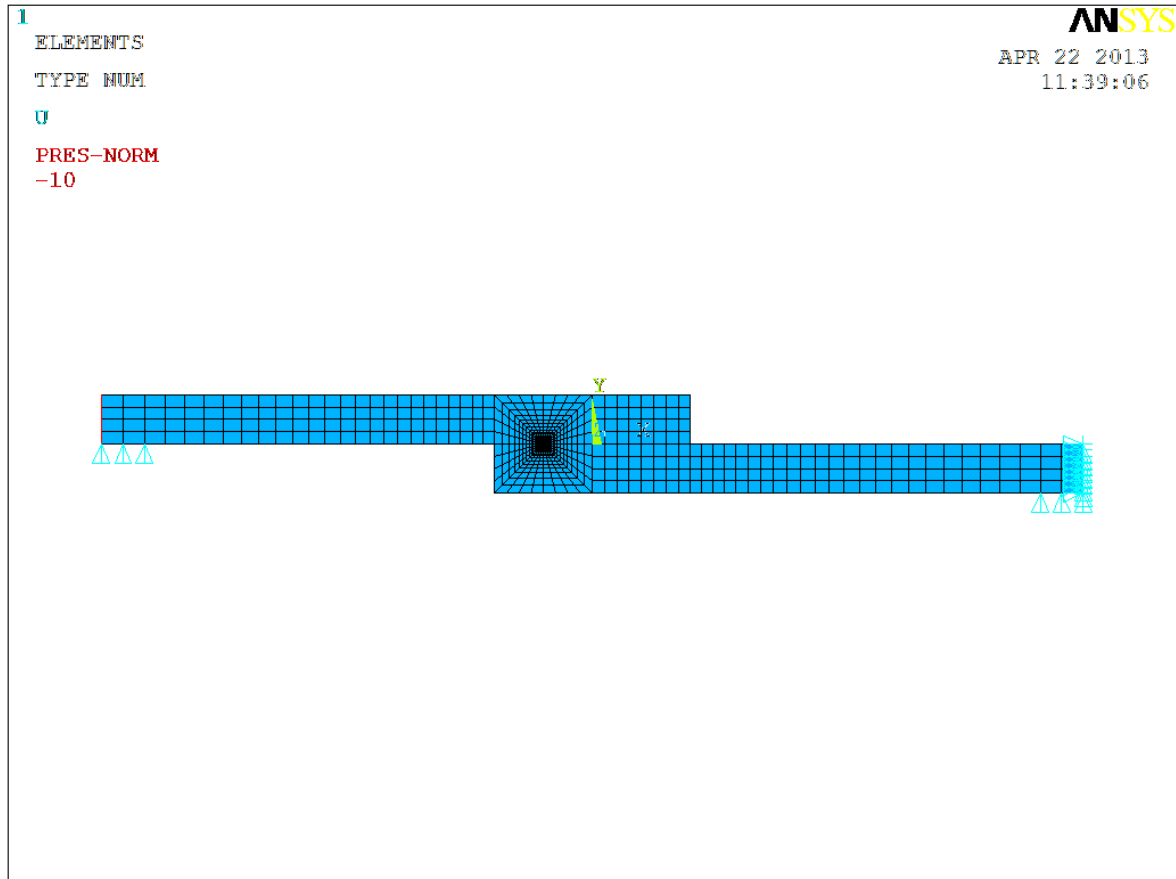 1
ELEMENTS
TYPE NUM
U
PRES-NORM
-10
ANSYS
APR 22 2013
11:39:06
Y